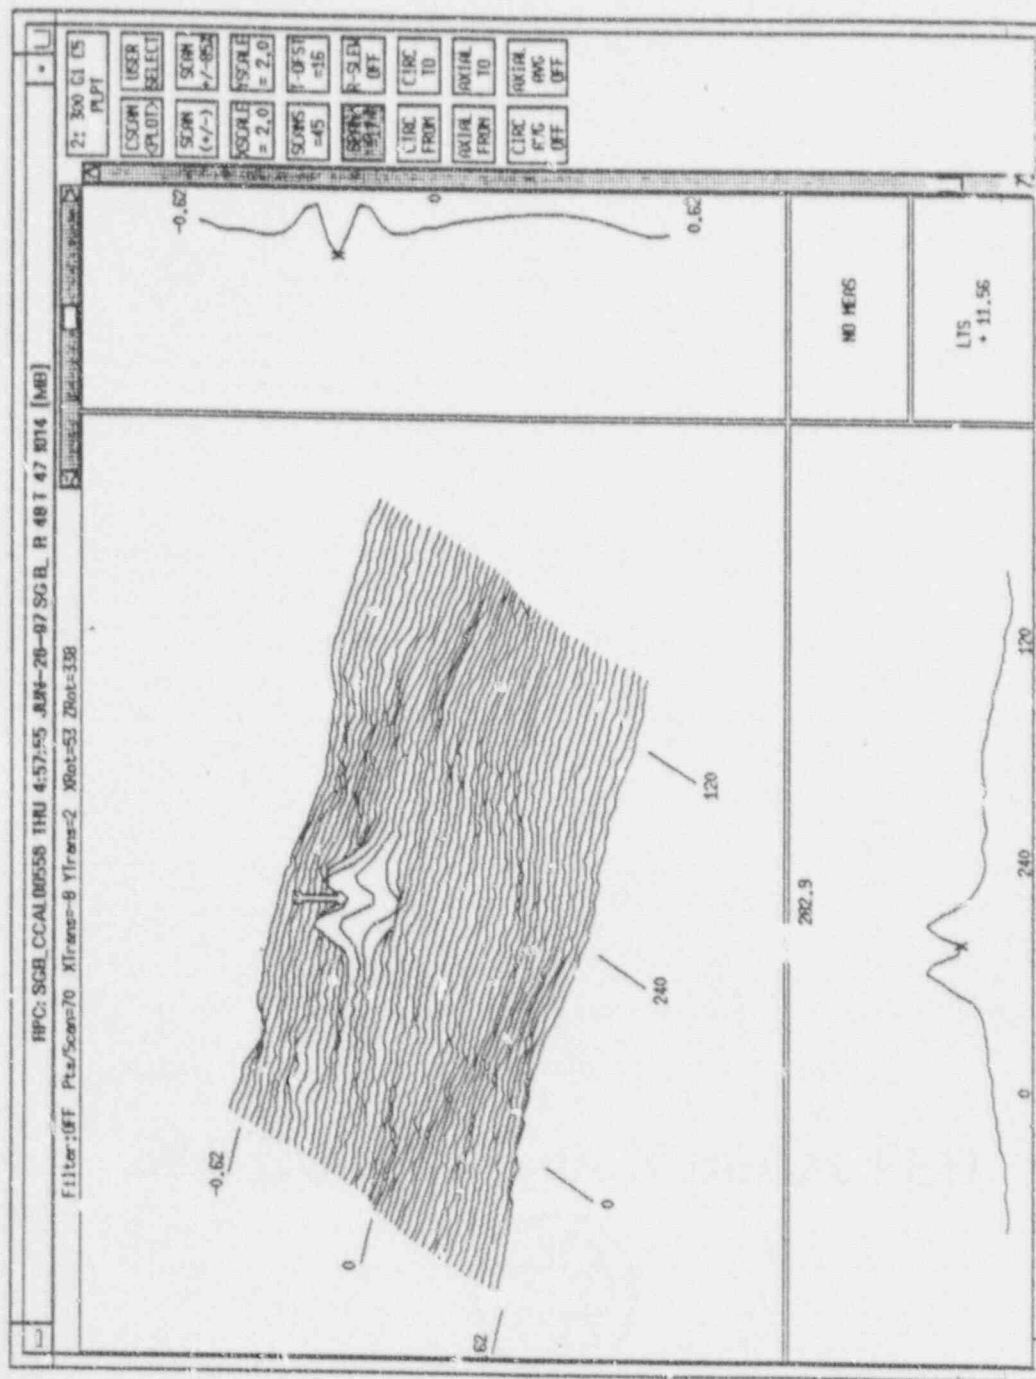 RPC: SGB_CCAL00558 THU 4:57:55 JUN-26-97 SGB_ R 48 T 47 1014 [MB]
Filter:OFF Pts/Scan=70 XTrans=-8 YTrans=2 XRot=53 ZRot=338
2: 300 G1 C5
PLPT
CSCAN
<PLOT>
USER
SELECT
SCAN
(+/-)
SCAN
XSCALE
= 2.0
YSCALE
= 2.0
SCANS
=45
T-OFST
=16
R-SLEW
OFF
CIRC
FROM
CIRC
TO
AXIAL
FROM
AXIAL
TO
CIRC
AVG
OFF
AXIAL
AVG
OFF
-0.62
0
62
0
240
120
-0.62
0
0.62
282.9
0
240
120
NO MEAS
LTS
+ 11.56